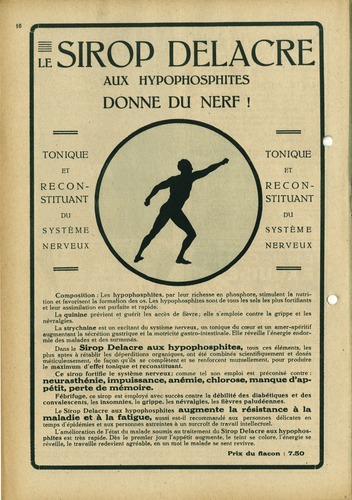 16
LE SIROP DELACRE
AUX HYPOPHOSPHITES
DONNE DU NERF !
TONIQUE
ET
RECON-
STITUANT
DU
SYSTÈME
NERVEUX
TONIQUE
ET
RECON-
STITUANT
DU
SYSTÈME
NERVEUX
Composition : Les hypophosphites, par leur richesse en phosphore, stimulent la nutri-
tion et favorisent la formation des os. Les hypophosphites sont de tous les sels les plus fortifiants
et leur assimilation est parfaite et rapide;
La quinine prévient et guérit les accès de fièvre; elle s'emploie contre la grippe et les
névralgies.
La strychnine est un excitant du système nerveux, un tonique du cœur et un amer-apéritif
augmentant la sécrétion gastrique et la motricité gastro-intestinale. Elle réveille l'énergie endor-
mie des malades et des surmenés.
Dans le Sirop Delacre aux hypophosphites, tous ces éléments, les
plus aptes à rétablir les déperditions organiques, ont été combinés scientifiquement et dosés
méticuleusement, de façon qu'ils se complètent et se renforcent mutuellement, pour produire
le maximum d'effet tonique et reconstituant.
Ce sirop fortifie le système nerveux; comme tel son emploi est préconisé contre :
neurasthénie, impuissance, anémie, chlorose, manque d'ap-
pétit, perte de mémoire.
Fébrifuge, ce sirop est employé avec succès contre la débilité des diabétiques et des
convalescents, les insomnies, la grippe, les névralgies, les fièvres paludéennes.
Le Sirop Delacre aux hypophosphites augmente la résistance à la
maladie et à la fatigue, aussi est-il recommandé aux personnes délicates en
temps d'épidémies et aux personnes astreintes à un surcroît de travail intellectuel.
L'amélioration de l'état du malade soumis au traitement du Sirop Delacre aux hypophos-
phites est très rapide. Dès le premier jour l'appétit augmente, le teint se colore, l'énergie se
réveille, le travail redevient agréable, en un mot le malade se sent revivre.
Prix du flacon : 7.50